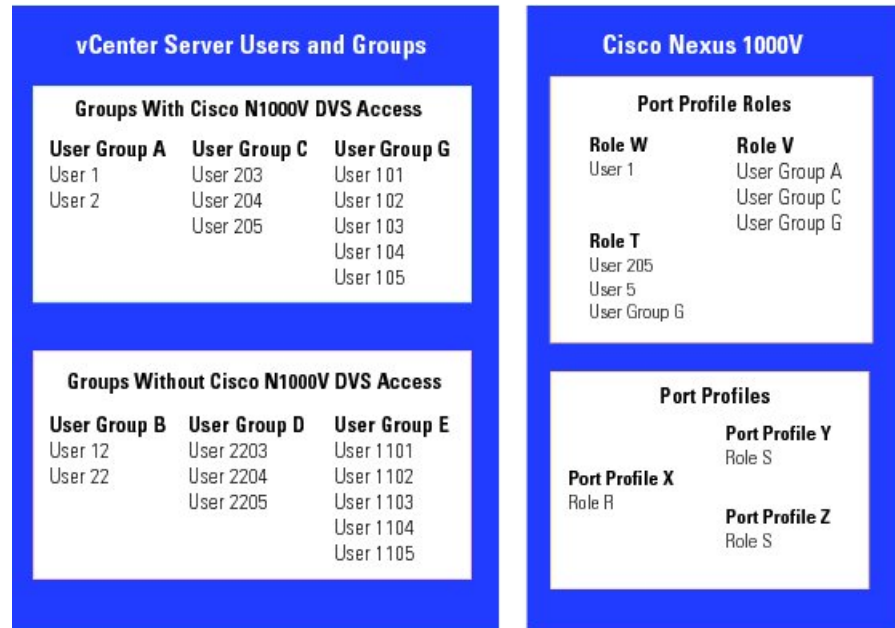 vCenter Server Users and Groups
Groups With Cisco N1000V DVS Access
User Group A
User 1
User 2
User Group C
User 203
User 204
User 205
User Group G
User 101
User 102
User 103
User 104
User 105
Groups Without Cisco N1000V DVS Access
User Group B
User 12
User 22
User Group D
User 2203
User 2204
User 2205
User Group E
User 1101
User 1102
User 1103
User 1104
User 1105
Cisco Nexus 1000V
Port Profile Roles
Role W
User 1
Role V
User Group A
User Group C
User Group G
Role T
User 205
User 5
User Group G
Port Profiles
Port Profile X
Role R
Port Profile Y
Role S
Port Profile Z
Role S